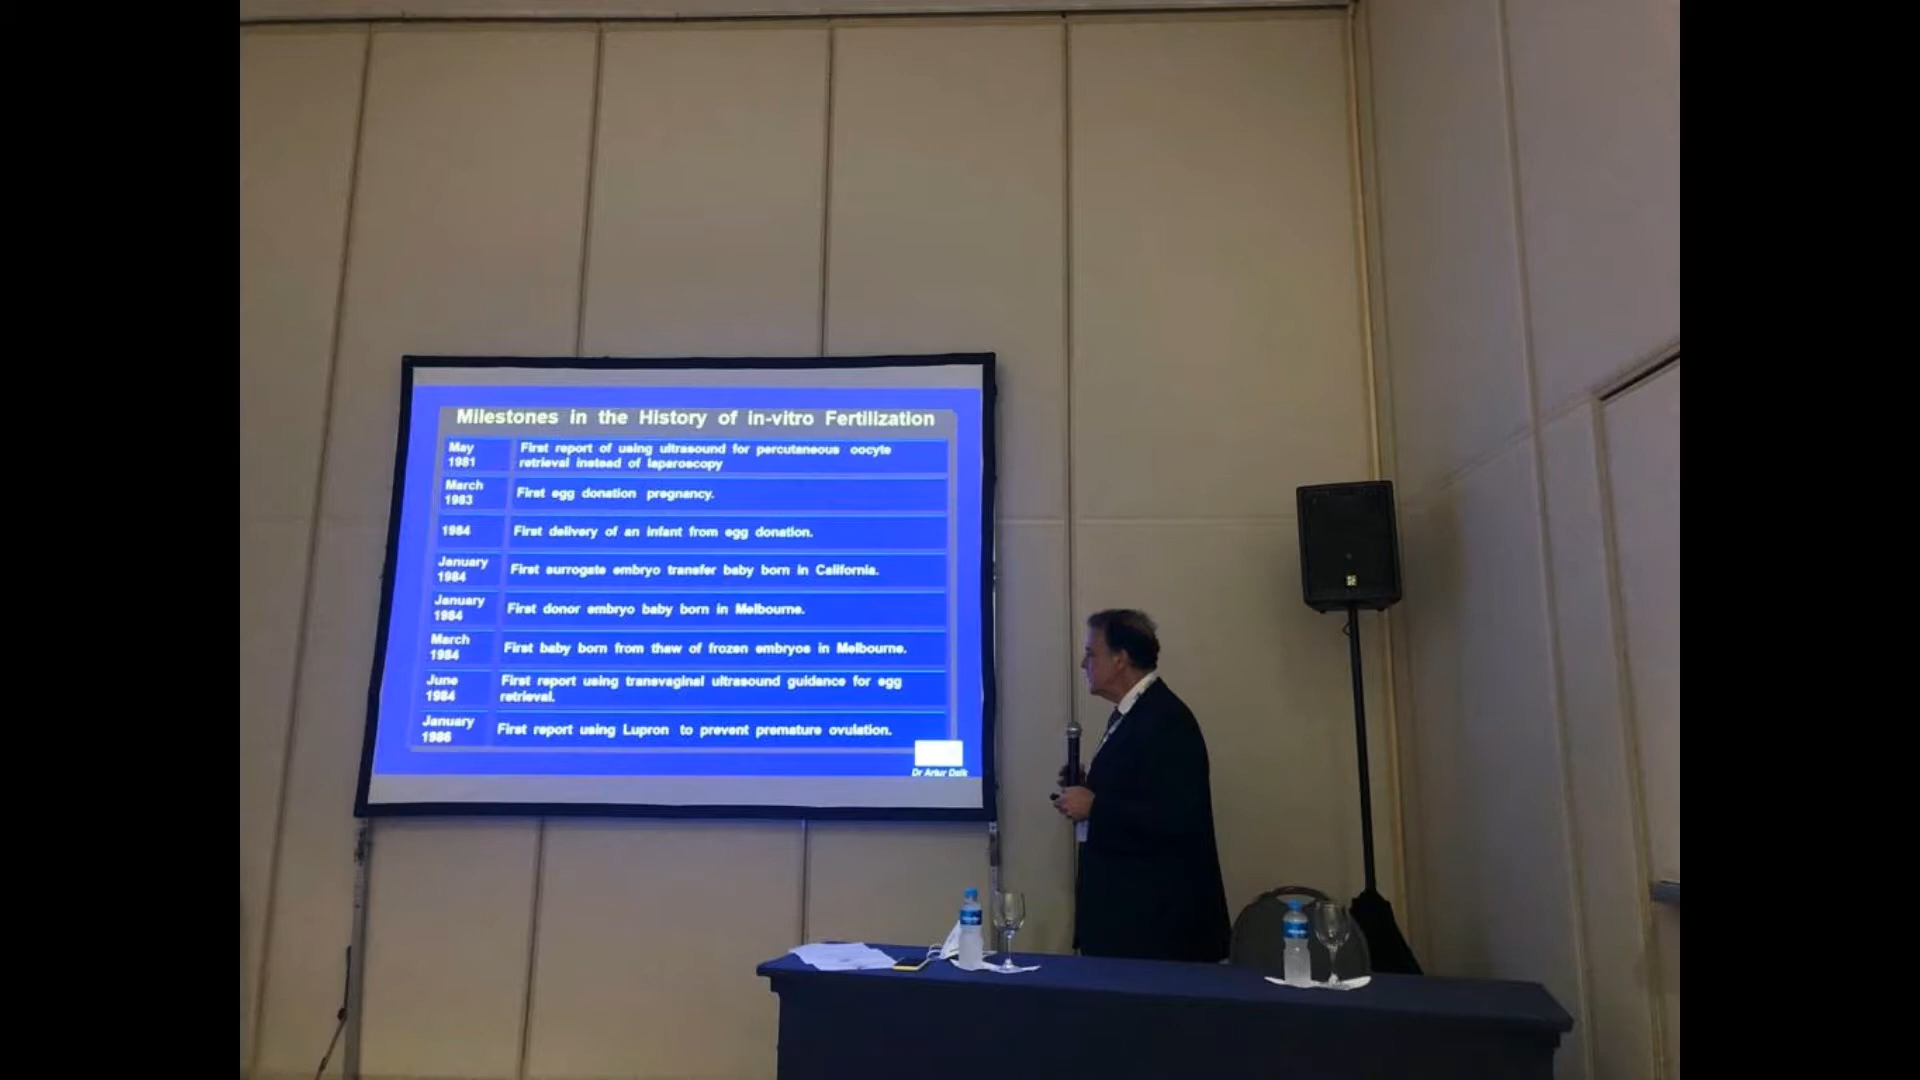 Milestones in the History of in-vitro Fertilization
May
1981
First report of using ultrasound for percutaneous oocyte
retrieval instead of laparoscopy
March
1983
First egg donation pregnancy.
1984
First delivery of an infant from egg donation.
January
1984
First surrogate embryo transfer baby born in California.
January
1984
First donor embryo baby born in Melbourne.
March
1984
First baby born from thaw of frozen embryos in Melbourne.
June
1984
First report using transvaginal ultrasound guidance for egg
retrieval.
January
First report using Lupron to prevent premature ovulation.
Dr Artur Dzik